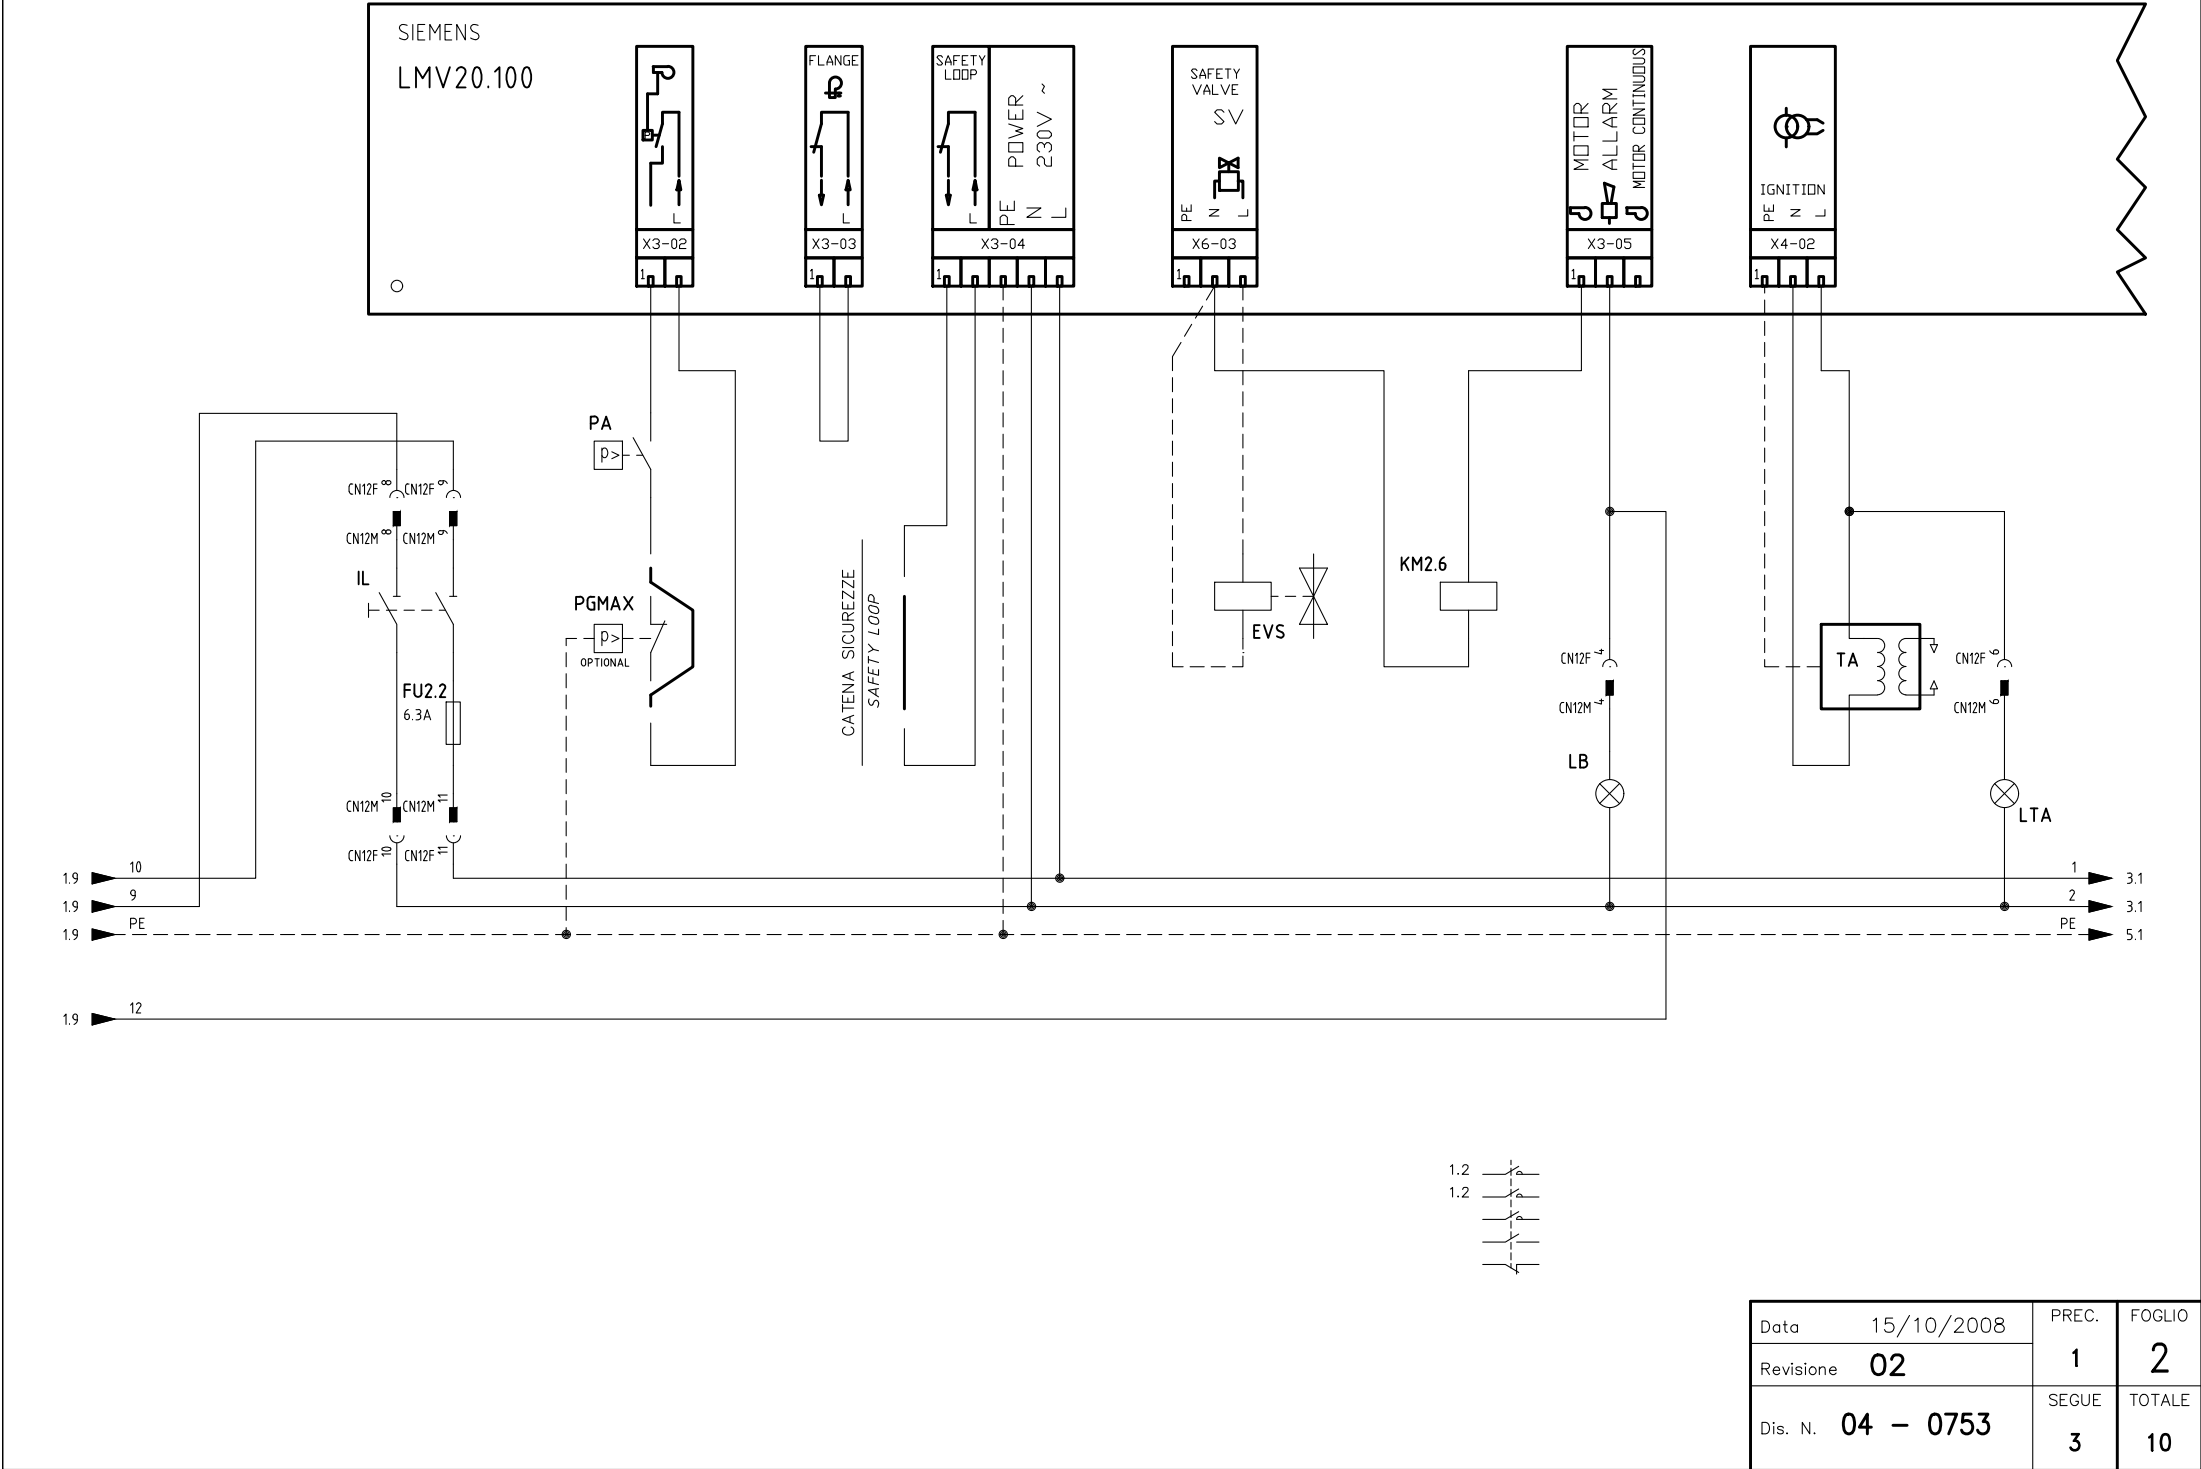 SIEMENS
LMV20.100
L
X3-02
1
FLANGE
L
X3-03
1
SAFETY
LOOP
L
POWER
230V ~
PE
N
L
X3-04
1
SAFETY
VALVE
SV
PE
N
L
X6-03
1
MOTOR
ALLARM
MOTOR CONTINUOUS
X3-05
1
IGNITION
PE
N
L
X4-02
1
PA
p>
CN12F 8
CN12F 9
CN12M 8
CN12M 9
IL
PGMAX
p>
OPTIONAL
FU2.2
6.3A
CATENA SICUREZZE
SAFETY LOOP
EVS
KM2.6
CN12F 4
CN12M 4
LB
TA
CN12F 6
CN12M 6
LTA
CN12M 10
CN12M 11
CN12F 10
CN12F 11
1.9 10
1.9 9
1.9 PE
1.9 12
1 3.1
2 3.1
PE 5.1
1.2
1.2
Data 15/10/2008
Revisione 02
Dis. N. 04 - 0753
PREC.
1
FOGLIO
2
SEGUE
3
TOTALE
10